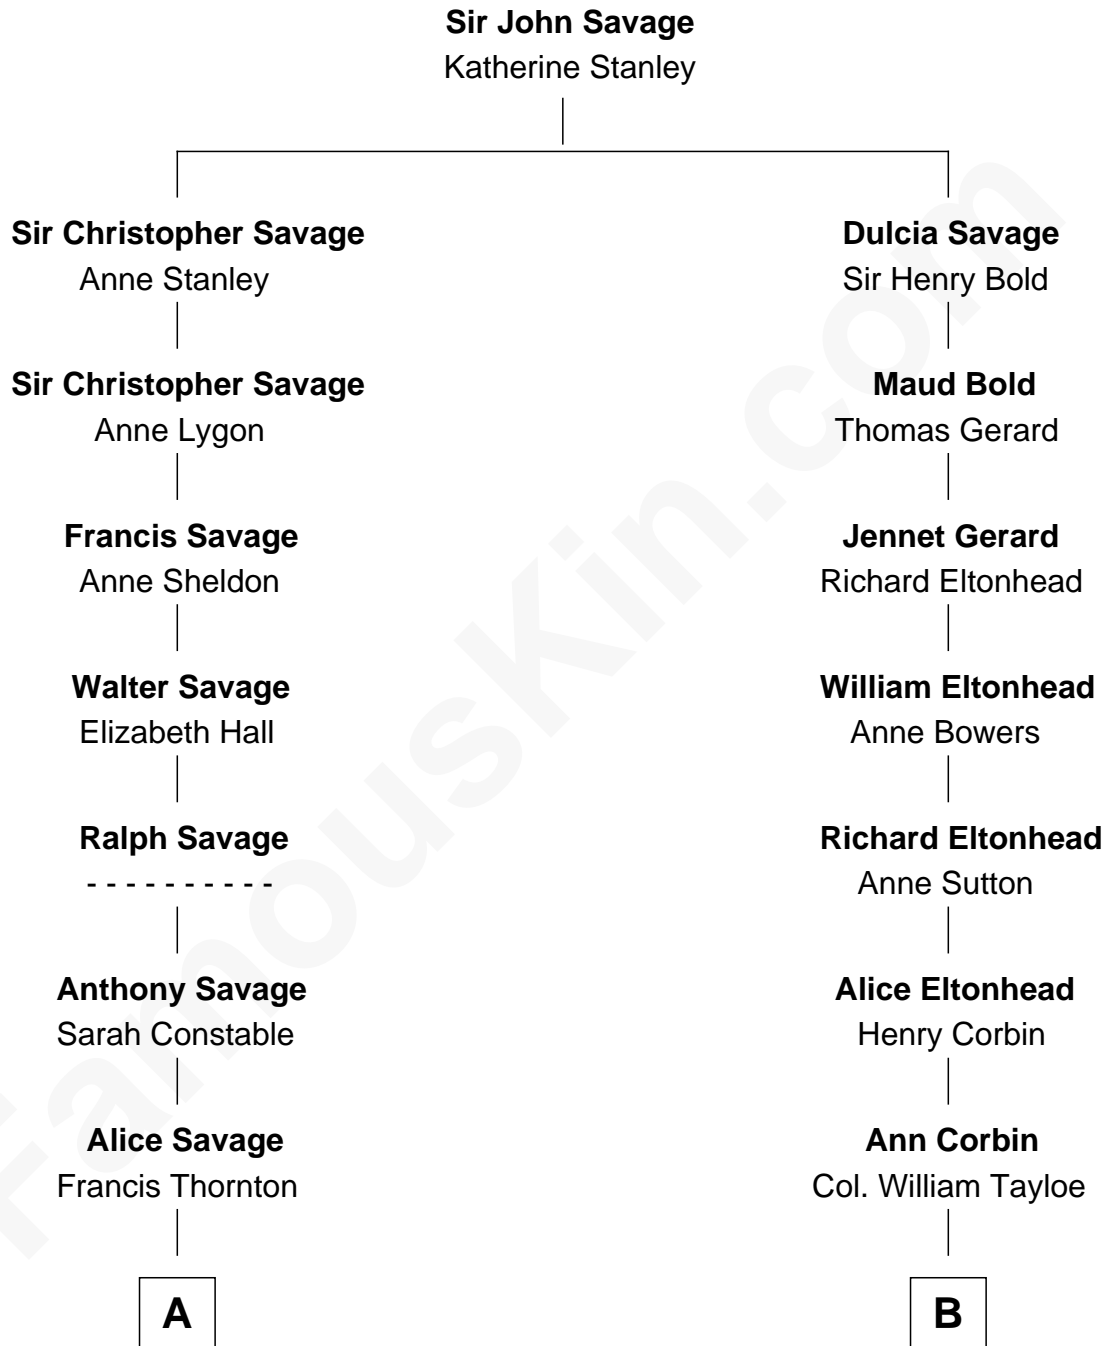 Sir John Savage
Katherine Stanley
Sir Christopher Savage
Anne Stanley
Sir Christopher Savage
Anne Lygon
Francis Savage
Anne Sheldon
Walter Savage
Elizabeth Hall
Ralph Savage
- - - - - - - - - -
Anthony Savage
Sarah Constable
Alice Savage
Francis Thornton
A
Dulcia Savage
Sir Henry Bold
Maud Bold
Thomas Gerard
Jennet Gerard
Richard Eltonhead
William Eltonhead
Anne Bowers
Richard Eltonhead
Anne Sutton
Alice Eltonhead
Henry Corbin
Ann Corbin
Col. William Tayloe
B
FamousKin.com